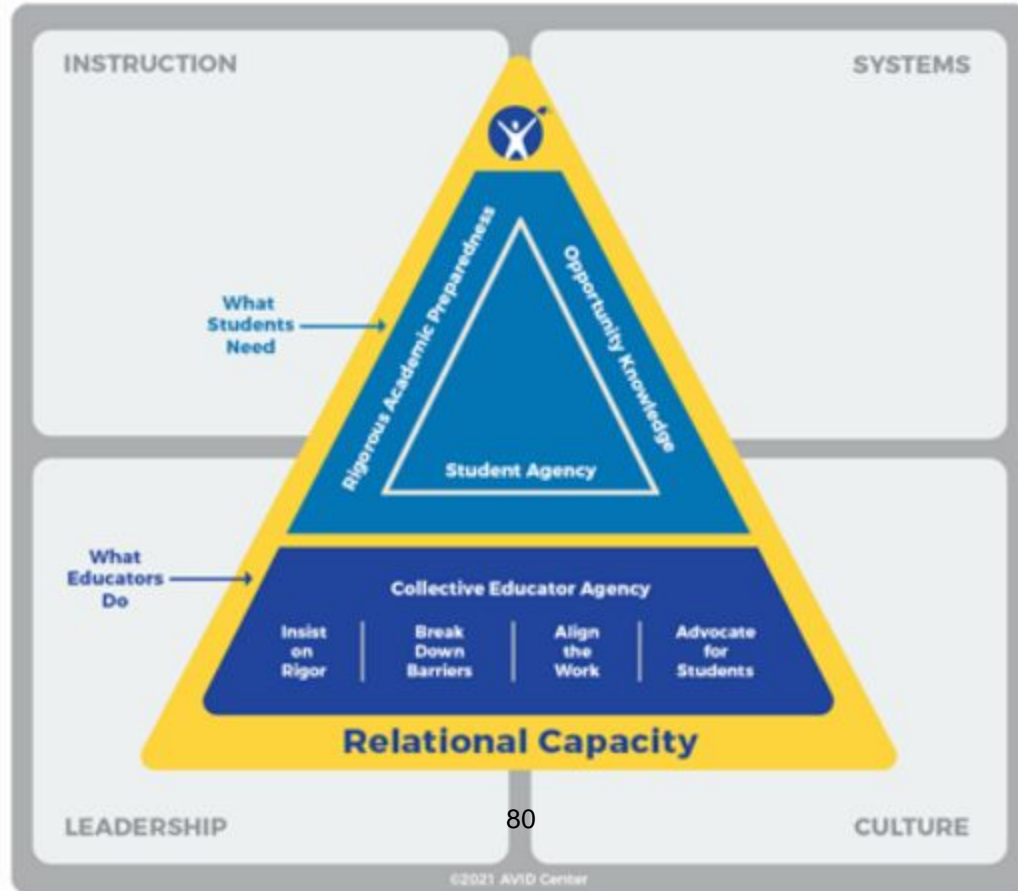 INSTRUCTION
SYSTEMS
Rigorous Academic Preparedness
Opportunity Knowledge
What
Students
Need
Student Agency
What
Educators
Do
Collective Educator Agency
Insist
on
Rigor
Break
Down
Barriers
Align
the
Work
Advocate
for
Students
Relational Capacity
LEADERSHIP
80
CULTURE
©2021 AVID Center